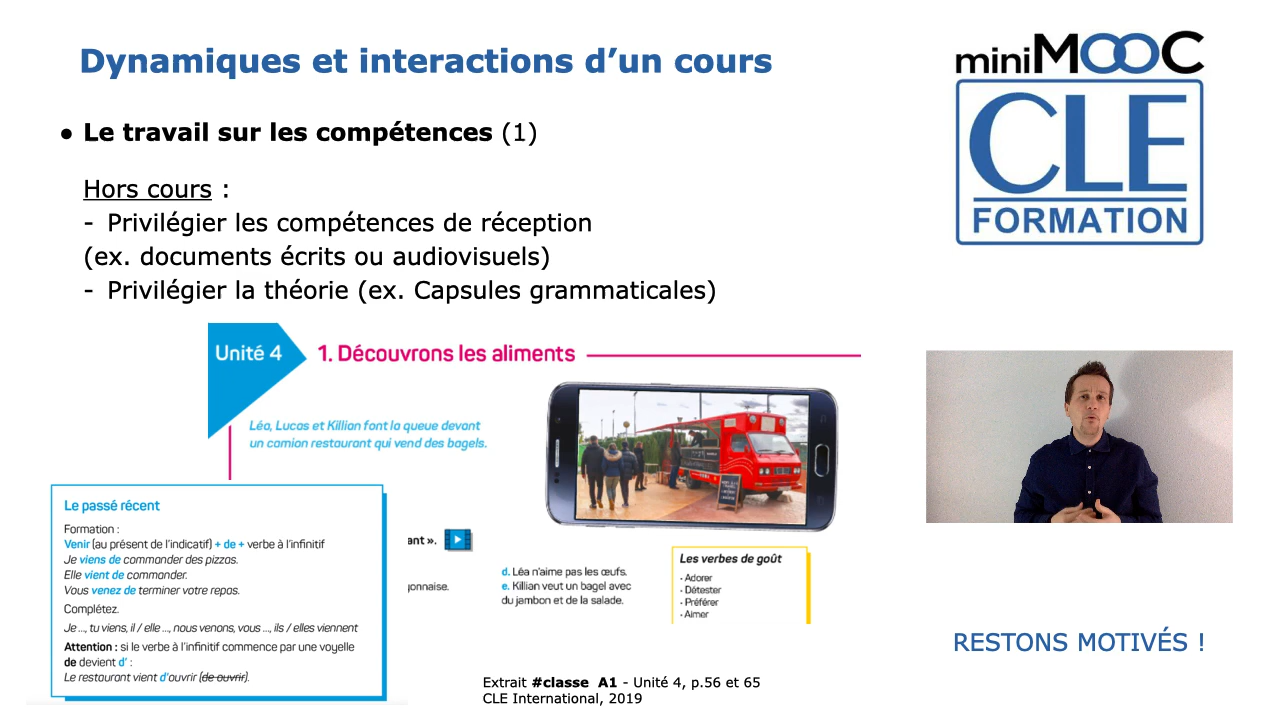 Dynamiques et interactions d’un cours
miniMOOC
CLE
FORMATION
● Le travail sur les compétences (1)
Hors cours :
- Privilégier les compétences de réception
(ex. documents écrits ou audiovisuels)
- Privilégier la théorie (ex. Capsules grammaticales)
Unité 4
1. Découvrons les aliments
Léa, Lucas et Killian font la queue devant
un camion restaurant qui vend des bagels.
Le passé récent
Formation :
Venir (au présent de l’indicatif) + de + verbe à l’infinitif
Je viens de commander des pizzas.
Elle vient de commander.
Vous venez de terminer votre repas.
Complétez.
Je ..., tu viens, il / elle ..., nous venons, vous ..., ils / elles viennent
Attention : si le verbe à l’infinitif commence par une voyelle
de devient d’ :
Le restaurant vient d’ouvrir (de ouvrir).
ant ».
yonnaise.
d. Léa n’aime pas les œufs.
e. Killian veut un bagel avec
du jambon et de la salade.
Les verbes de goût
· Adorer
· Détester
· Préférer
· Aimer
RESTONS MOTIVÉS !
Extrait #classe A1 - Unité 4, p.56 et 65
CLE International, 2019